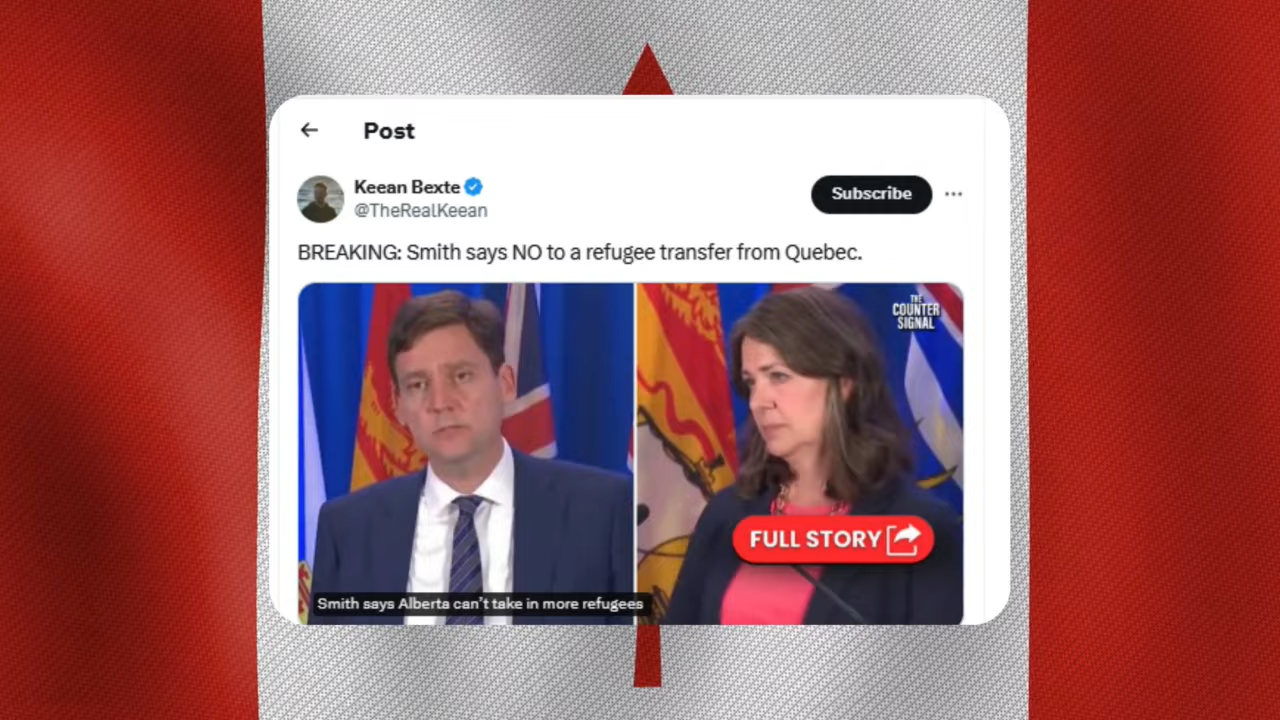 Post
Keean Bexte
@TheRealKeean
Subscribe
BREAKING: Smith says NO to a refugee transfer from Quebec.
THE
COUNTER
SIGNAL
FULL STORY
Smith says Alberta can't take in more refugees